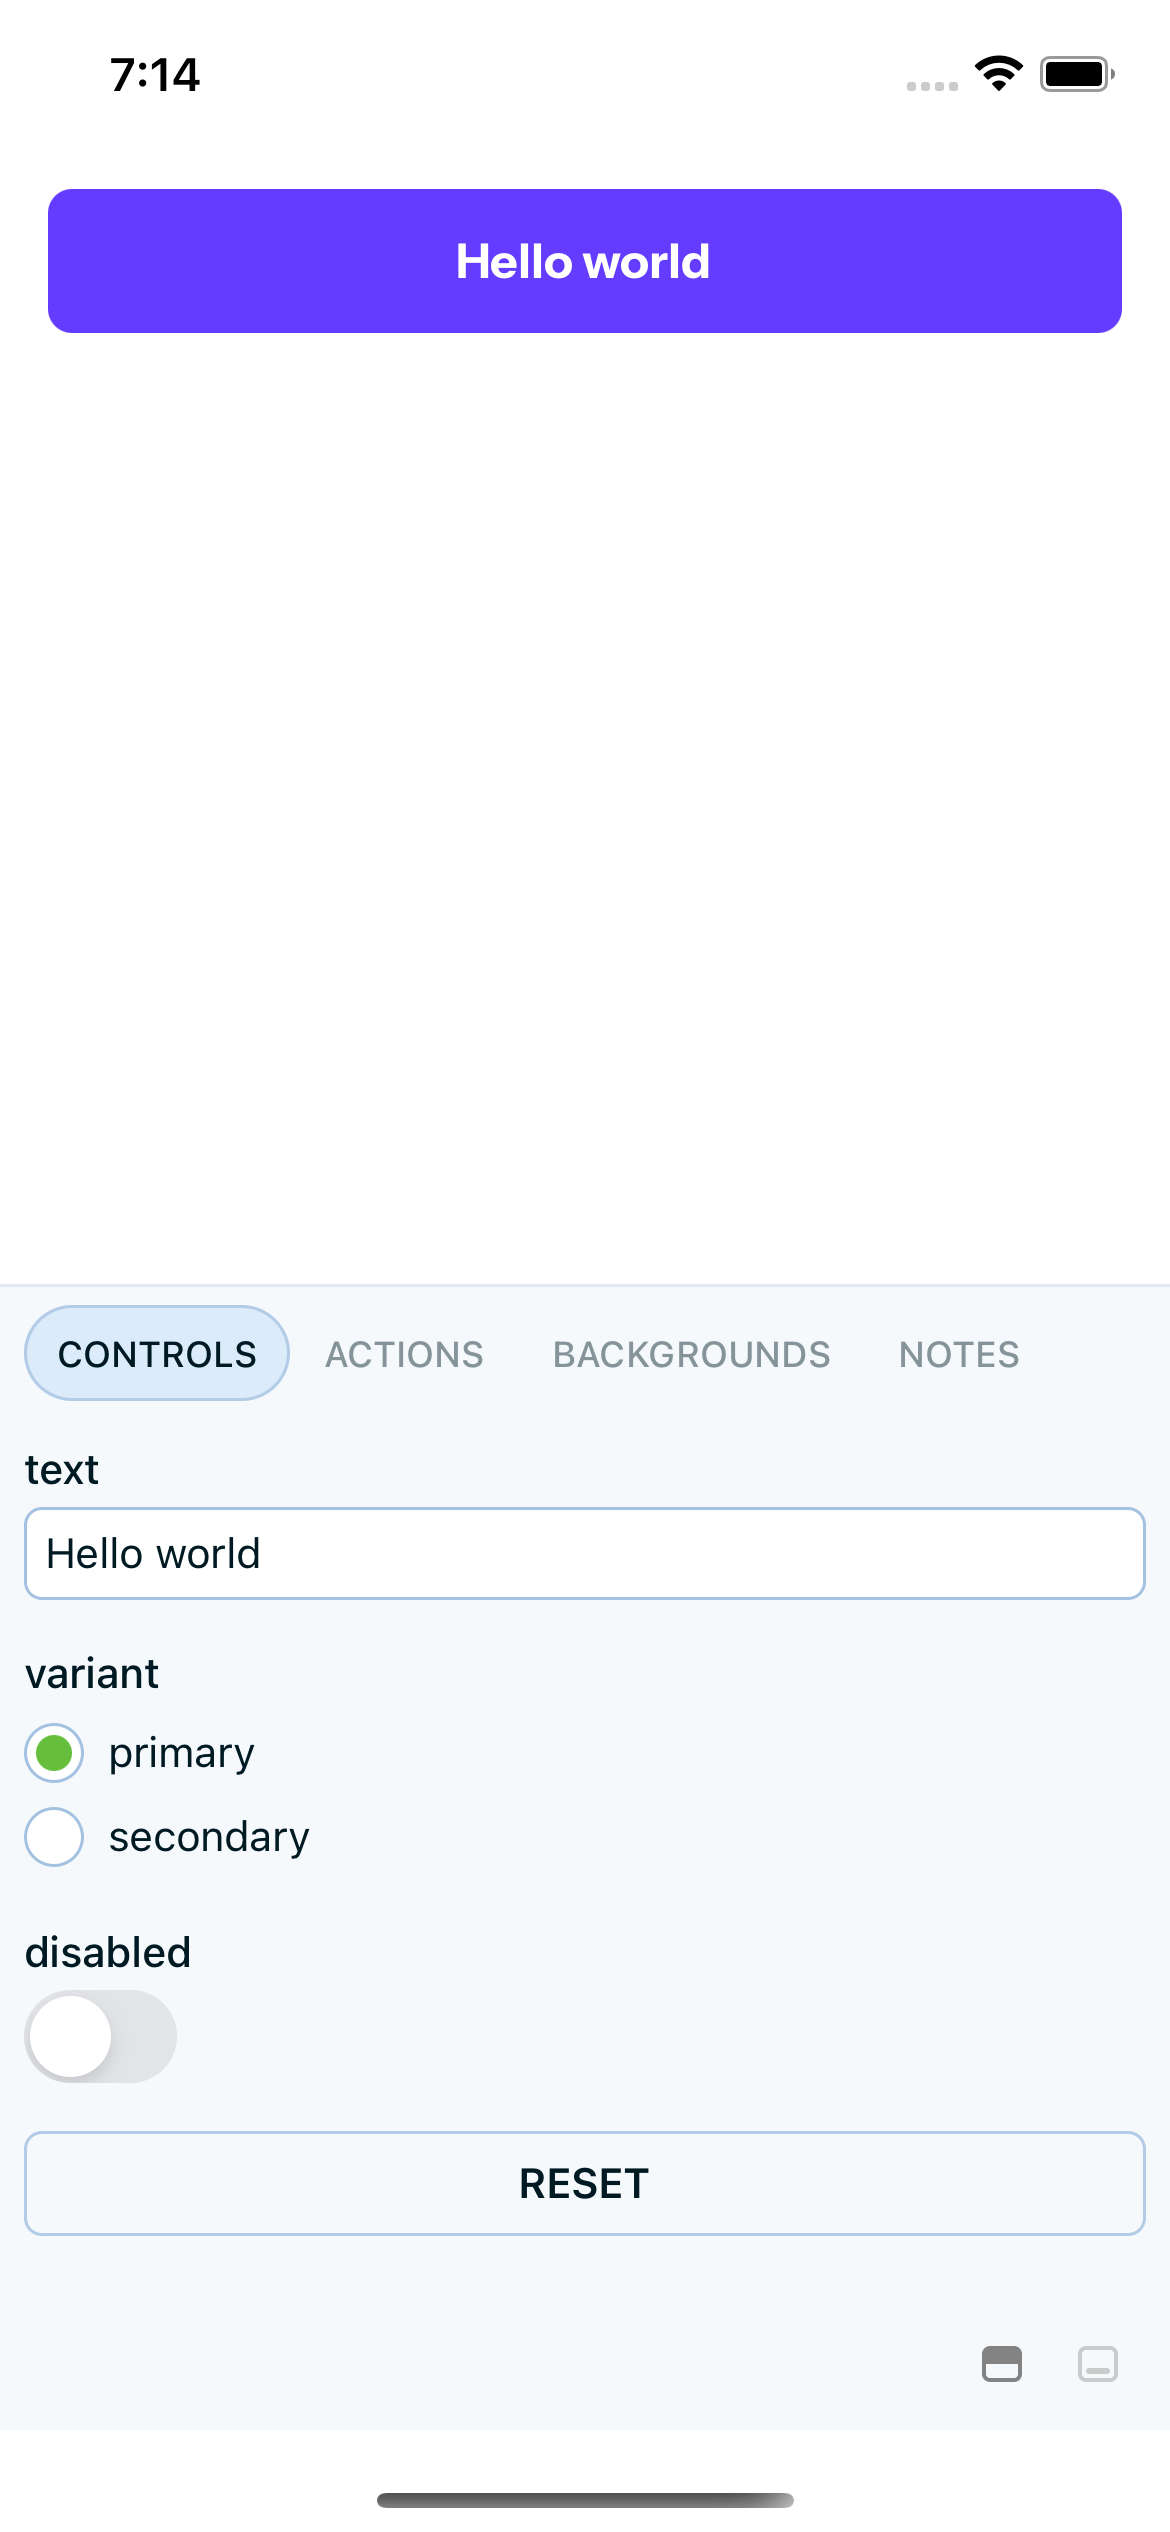 7:14
Hello world
CONTROLS ACTIONS BACKGROUNDS NOTES
text
Hello world
variant
primary
secondary
disabled
RESET